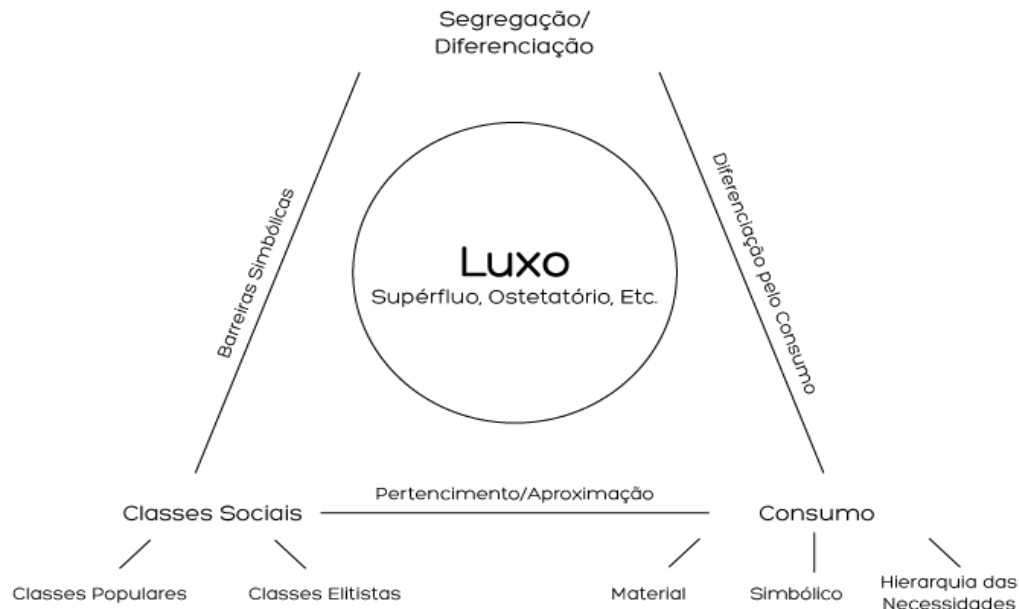 Segregação/
Diferenciação
Barreiras Simbólicas
Diferenciação pelo Consumo
Luxo
Supérfluo, Ostetatório, Etc.
Pertencimento/Aproximação
Classes Sociais
Consumo
Classes Populares
Classes Elitistas
Material
Simbólico
Hierarquia das
Necessidades